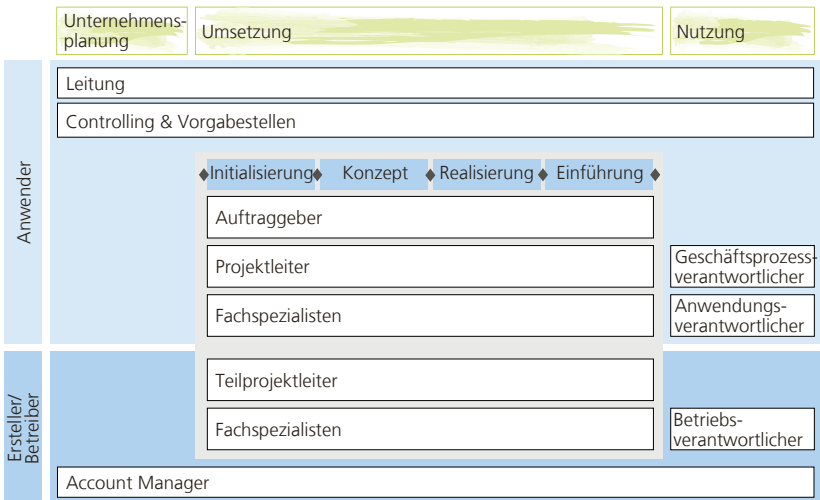 Unternehmens-
planung
Umsetzung
Nutzung
Anwender
Leitung
Controlling & Vorgabestellen
Initialisierung
Konzept
Realisierung
Einführung
Auftraggeber
Projektleiter
Geschäftsprozess-
verantwortlicher
Fachspezialisten
Anwendungs-
verantwortlicher
Ersteller/
Betreiber
Teilprojektleiter
Fachspezialisten
Betriebs-
verantwortlicher
Account Manager